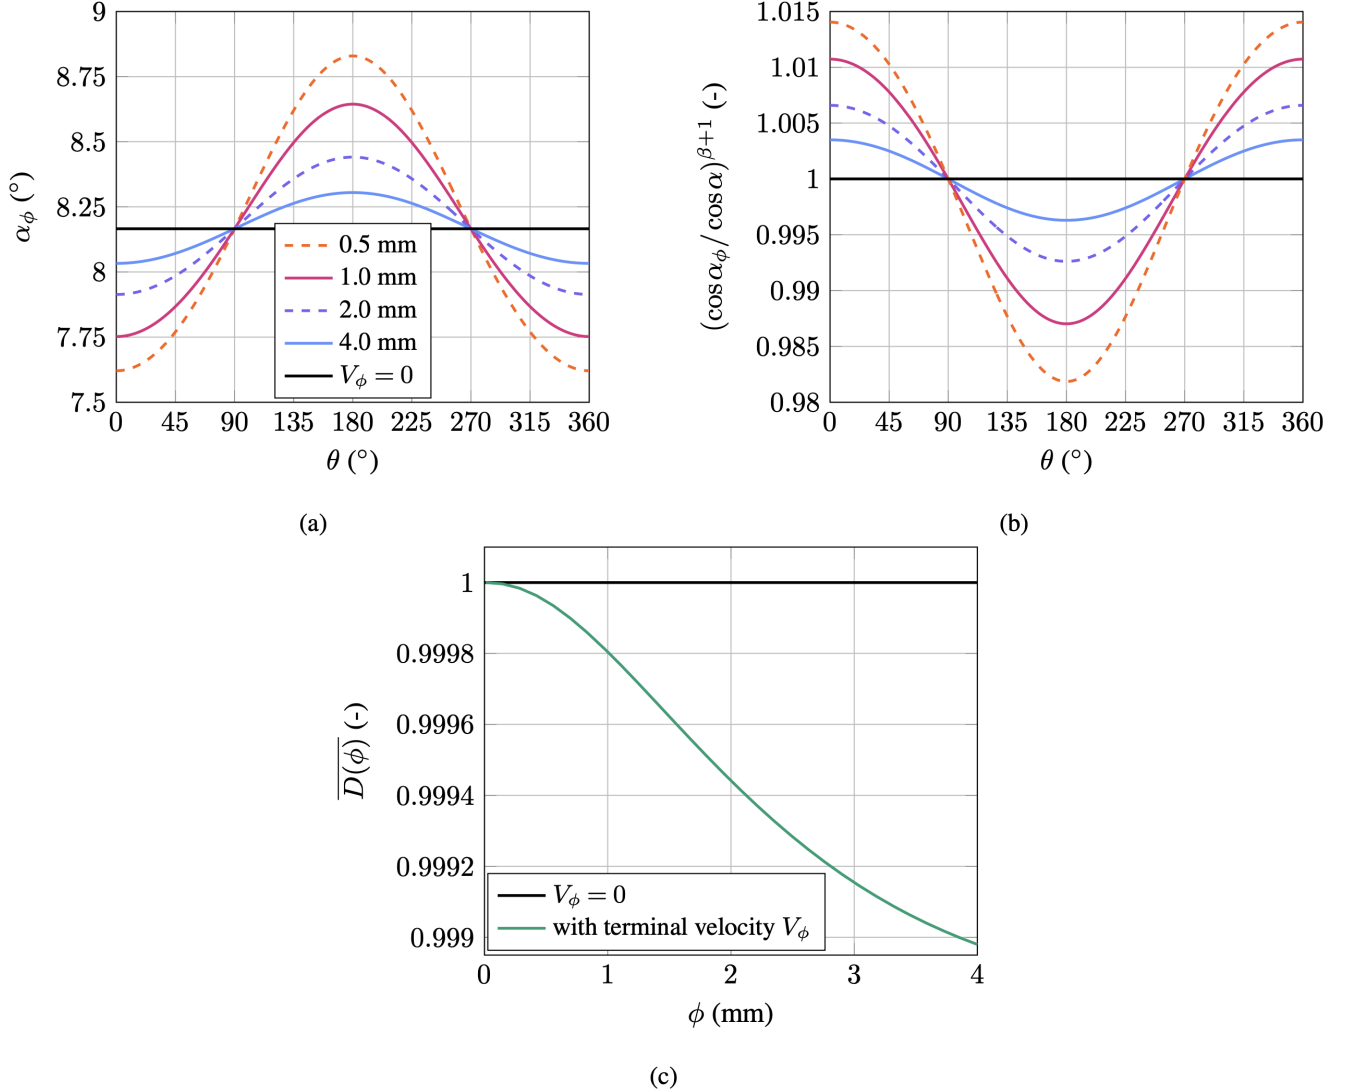 9
8.75
8.5
8.25
8
7.75
7.5
0 45 90 135 180 225 270 315 360
α_ϕ (°)
θ (°)
0.5 mm
1.0 mm
2.0 mm
4.0 mm
V_ϕ = 0
(a)
1.015
1.01
1.005
1
0.995
0.99
0.985
0.98
0 45 90 135 180 225 270 315 360
(cos α_ϕ / cos α)^{β+1} (-)
θ (°)
(b)
1
0.9998
0.9996
0.9994
0.9992
0.999
0 1 2 3 4
\overline{D(ϕ)} (-)
ϕ (mm)
V_ϕ = 0
with terminal velocity V_ϕ
(c)